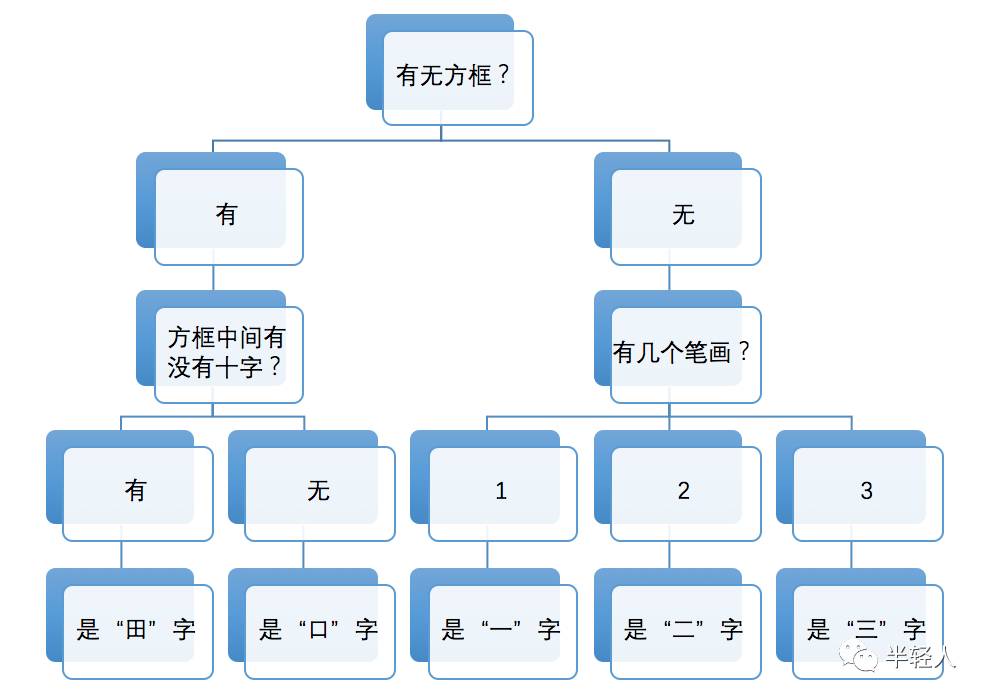 有无方框？
有
无
方框中间有
没有十字？
有几个笔画？
有
无
1
2
3
是“田”字
是“口”字
是“一”字
是“二”字
是“三”字
半轻人